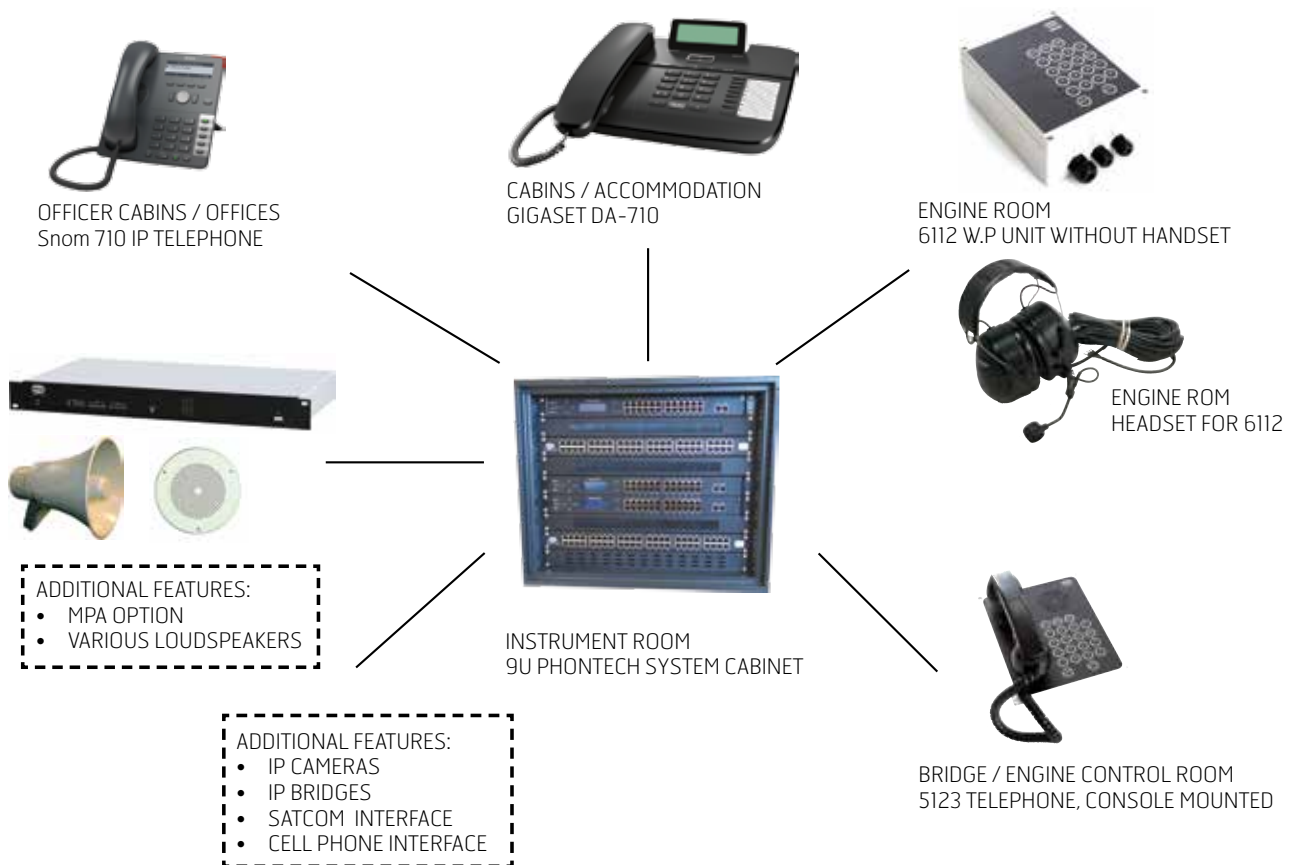 OFFICER CABINS / OFFICES
Snom 710 IP TELEPHONE
CABINS / ACCOMMODATION
GIGASET DA-710
ENGINE ROOM
6112 W.P UNIT WITHOUT HANDSET
ENGINE ROM
HEADSET FOR 6112
ADDITIONAL FEATURES:
• MPA OPTION
• VARIOUS LOUDSPEAKERS
INSTRUMENT ROOM
9U PHONTECH SYSTEM CABINET
ADDITIONAL FEATURES:
• IP CAMERAS
• IP BRIDGES
• SATCOM INTERFACE
• CELL PHONE INTERFACE
BRIDGE / ENGINE CONTROL ROOM
5123 TELEPHONE, CONSOLE MOUNTED